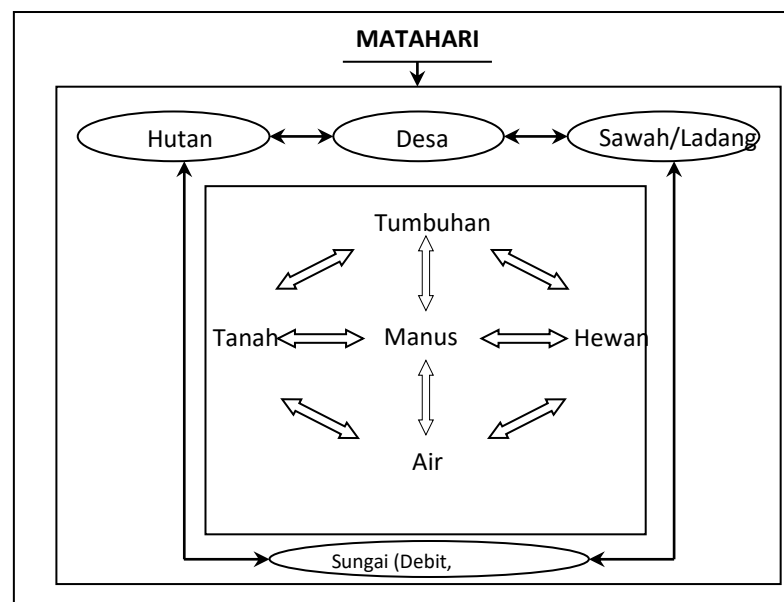 MATAHARI
Hutan Desa Sawah/Ladang
Tumbuhan
Tanah Manus Hewan
Air
Sungai (Debit,